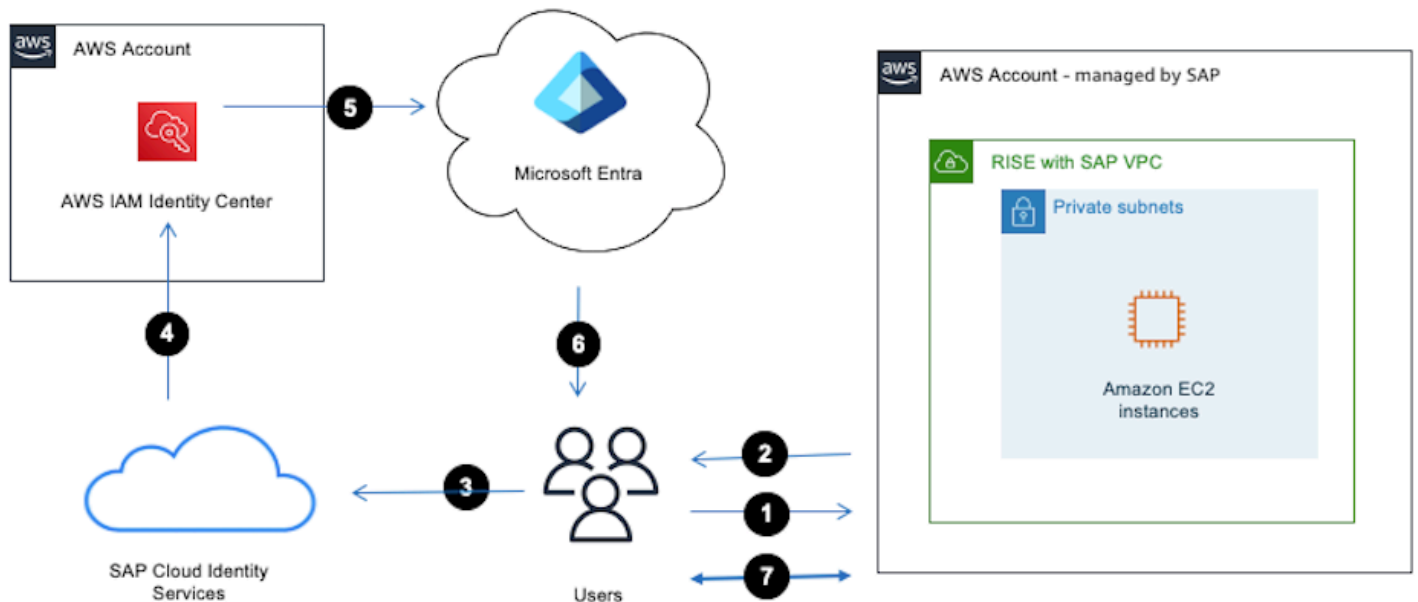 aws
AWS Account
AWS IAM Identity Center
5
Microsoft Entra
aws
AWS Account - managed by SAP
RISE with SAP VPC
Private subnets
Amazon EC2
instances
4
6
2
3
1
7
SAP Cloud Identity
Services
Users